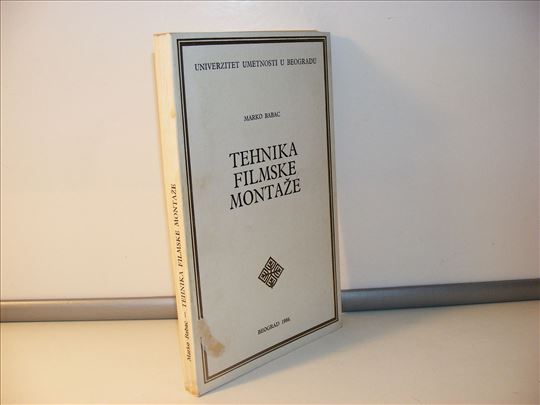 UNIVERZITET UMETNOSTI U BEOGRADU
MARKO BABAC
TEHNIKA
FILMSKE
MONTAŽE
BEOGRAD 1986.
Marko Babac — TEHNIKA FILMSKE MONTAŽE